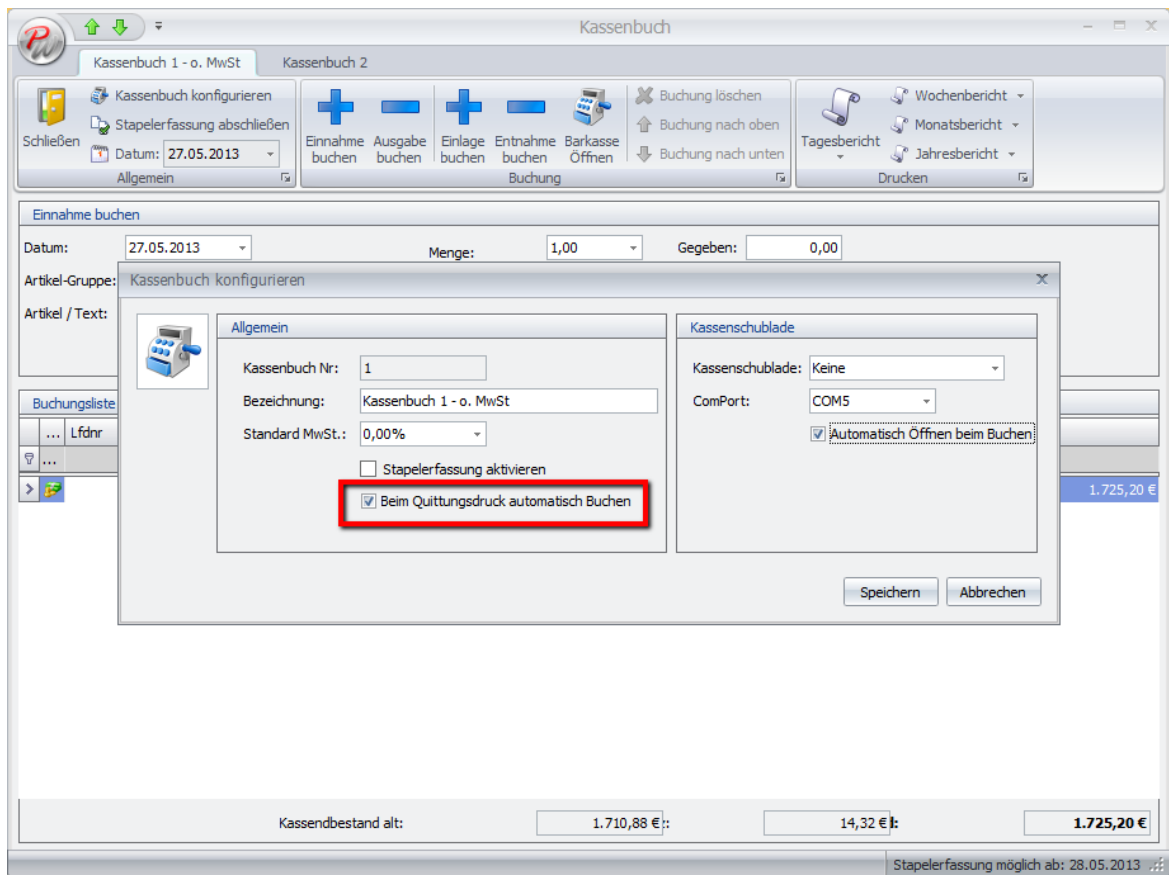 PW
Kassenbuch
Kassenbuch 1 - o. MwSt Kassenbuch 2
Schließen
Kassenbuch konfigurieren
Stapelerfassung abschließen
Datum: 27.05.2013
Allgemein
Einnahme buchen
Ausgabe buchen
Einlage buchen
Entnahme buchen
Barkasse Öffnen
Buchung löschen
Buchung nach oben
Buchung nach unten
Buchung
Tagesbericht
Wochenbericht
Monatsbericht
Jahresbericht
Drucken
Einnahme buchen
Datum: 27.05.2013 Menge: 1,00 Gegeben: 0,00
Artikel-Gruppe:
Artikel / Text:
Kassenbuch konfigurieren
Allgemein
Kassenbuch Nr: 1
Bezeichnung: Kassenbuch 1 - o. MwSt
Standard MwSt.: 0,00%
Stapelerfassung aktivieren
Beim Quittungsdruck automatisch Buchen
Kassenschublade
Kassenschublade: Keine
ComPort: COM5
Automatisch Öffnen beim Buchen
Speichern Abbrechen
Buchungsliste
... Lfdnr
...
1.725,20 €
Kassendbestand alt: 1.710,88 € :: 14,32 € l: 1.725,20 €
Stapelerfassung möglich ab: 28.05.2013